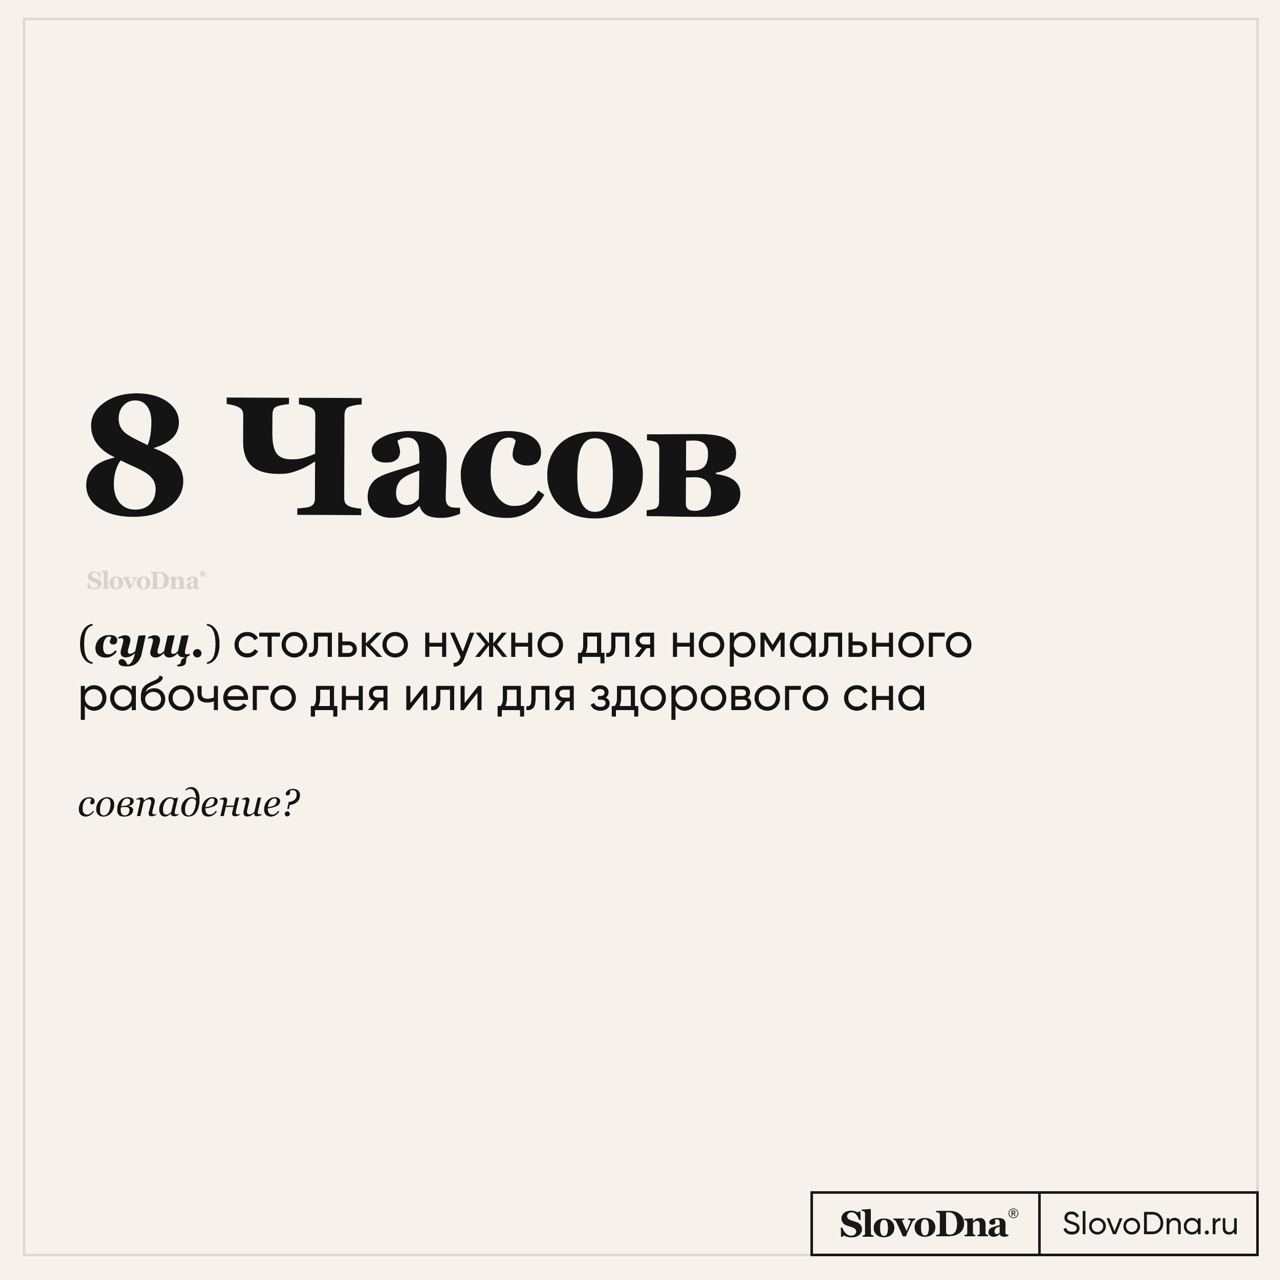 8 Часов
SlovoDna®
(сущ.) столько нужно для нормального
рабочего дня или для здорового сна
совпадение?
SlovoDna® SlovoDna.ru